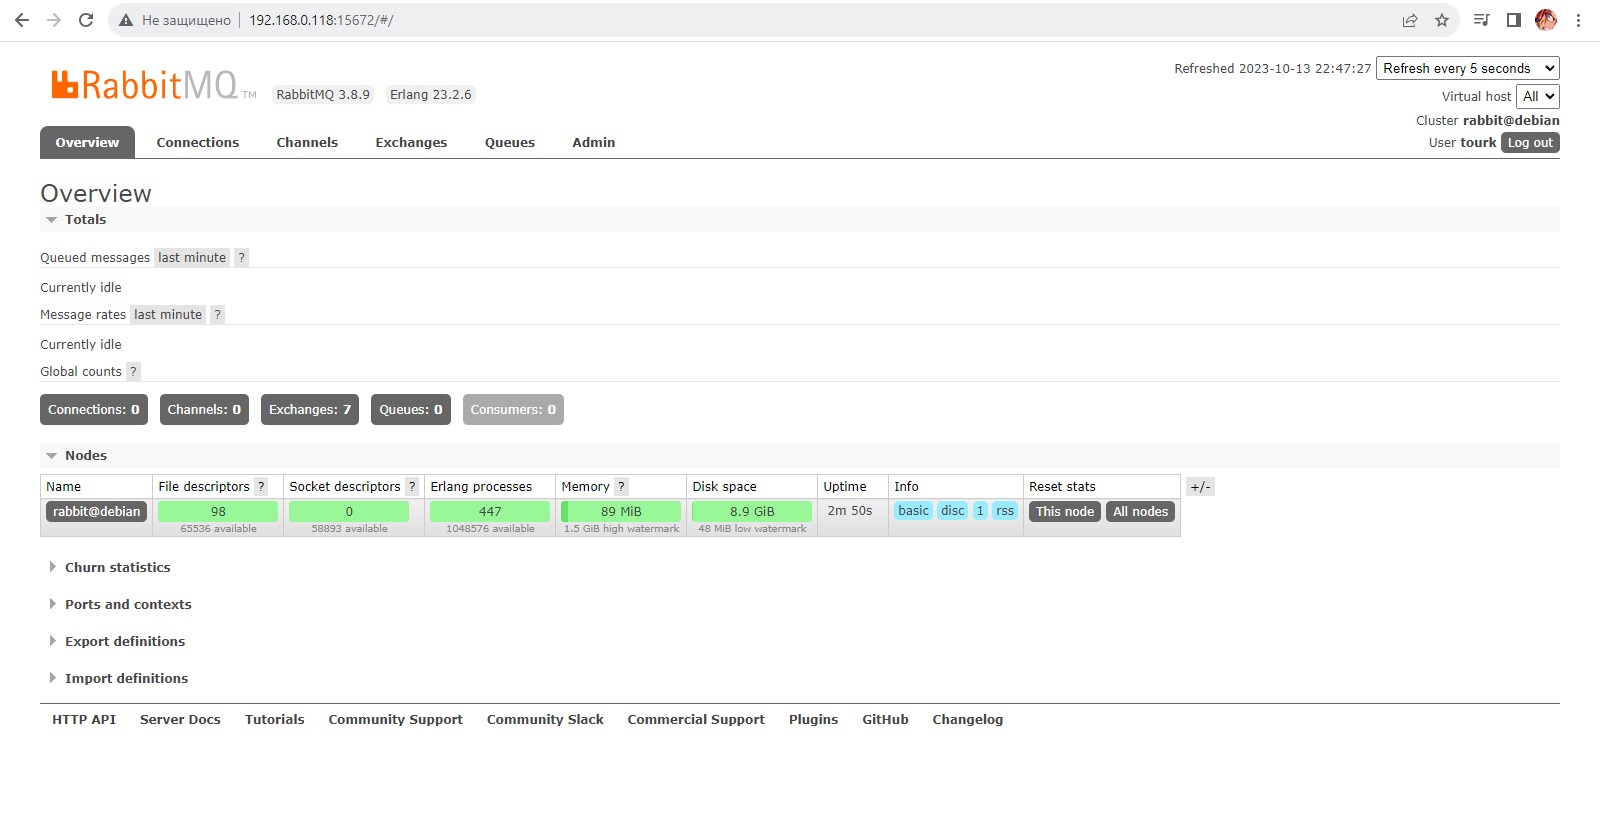 Не защищено 192.168.0.118:15672/#/
Refreshed 2023-10-13 22:47:27 Refresh every 5 seconds
RabbitMQ TM RabbitMQ 3.8.9 Erlang 23.2.6
Virtual host All
Cluster rabbit@debian
User tourk Log out
Overview Connections Channels Exchanges Queues Admin
Overview
Totals
Queued messages last minute ?
Currently idle
Message rates last minute ?
Currently idle
Global counts ?
Connections: 0 Channels: 0 Exchanges: 7 Queues: 0 Consumers: 0
Nodes
Name File descriptors ? Socket descriptors ? Erlang processes Memory ? Disk space Uptime Info Reset stats +/-
rabbit@debian 98 0 447 89 MiB 8.9 GiB 2m 50s basic disc 1 rss This node All nodes
65536 available 58893 available 1048576 available 1.5 GiB high watermark 48 MiB low watermark
Churn statistics
Ports and contexts
Export definitions
Import definitions
HTTP API Server Docs Tutorials Community Support Community Slack Commercial Support Plugins GitHub Changelog